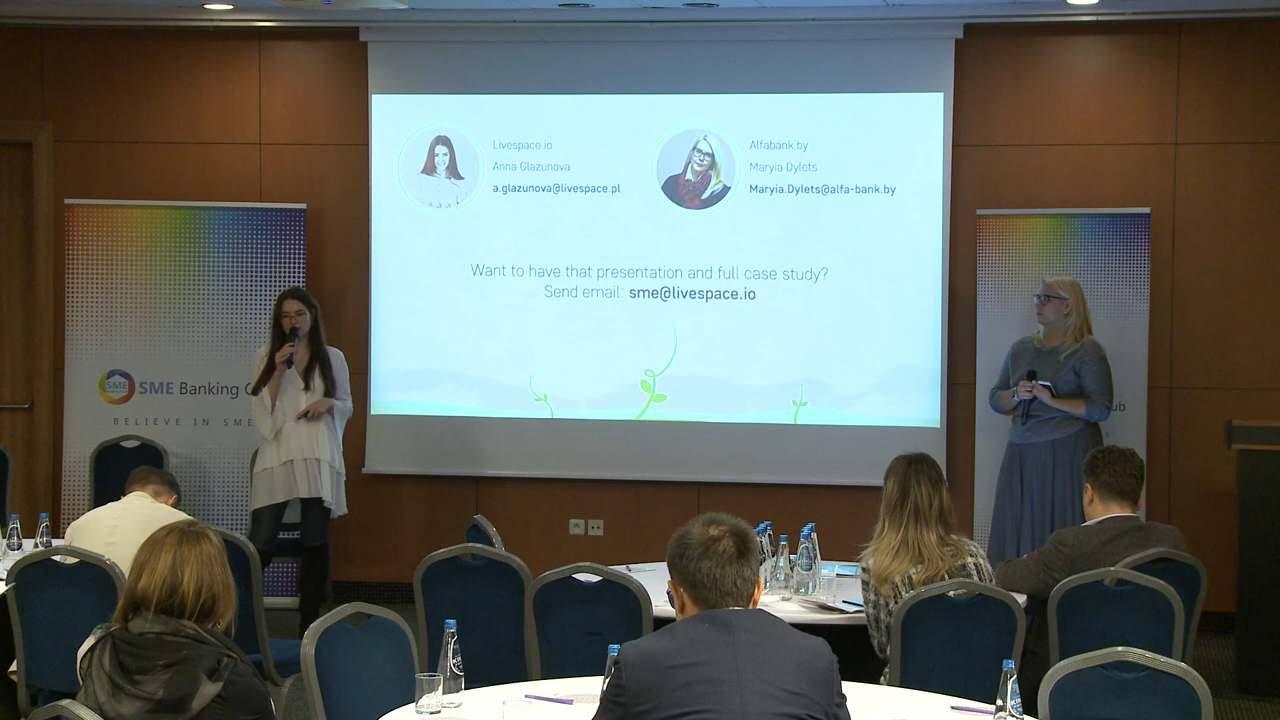 Livespace.io
Anna Glazunova
a.glazunova@livespace.pl
Alfabank.by
Maryia Dylets
Maryia.Dylets@alfa-bank.by
Want to have that presentation and full case study?
Send email: sme@livespace.io
SME
SME Banking
BELIEVE IN SME